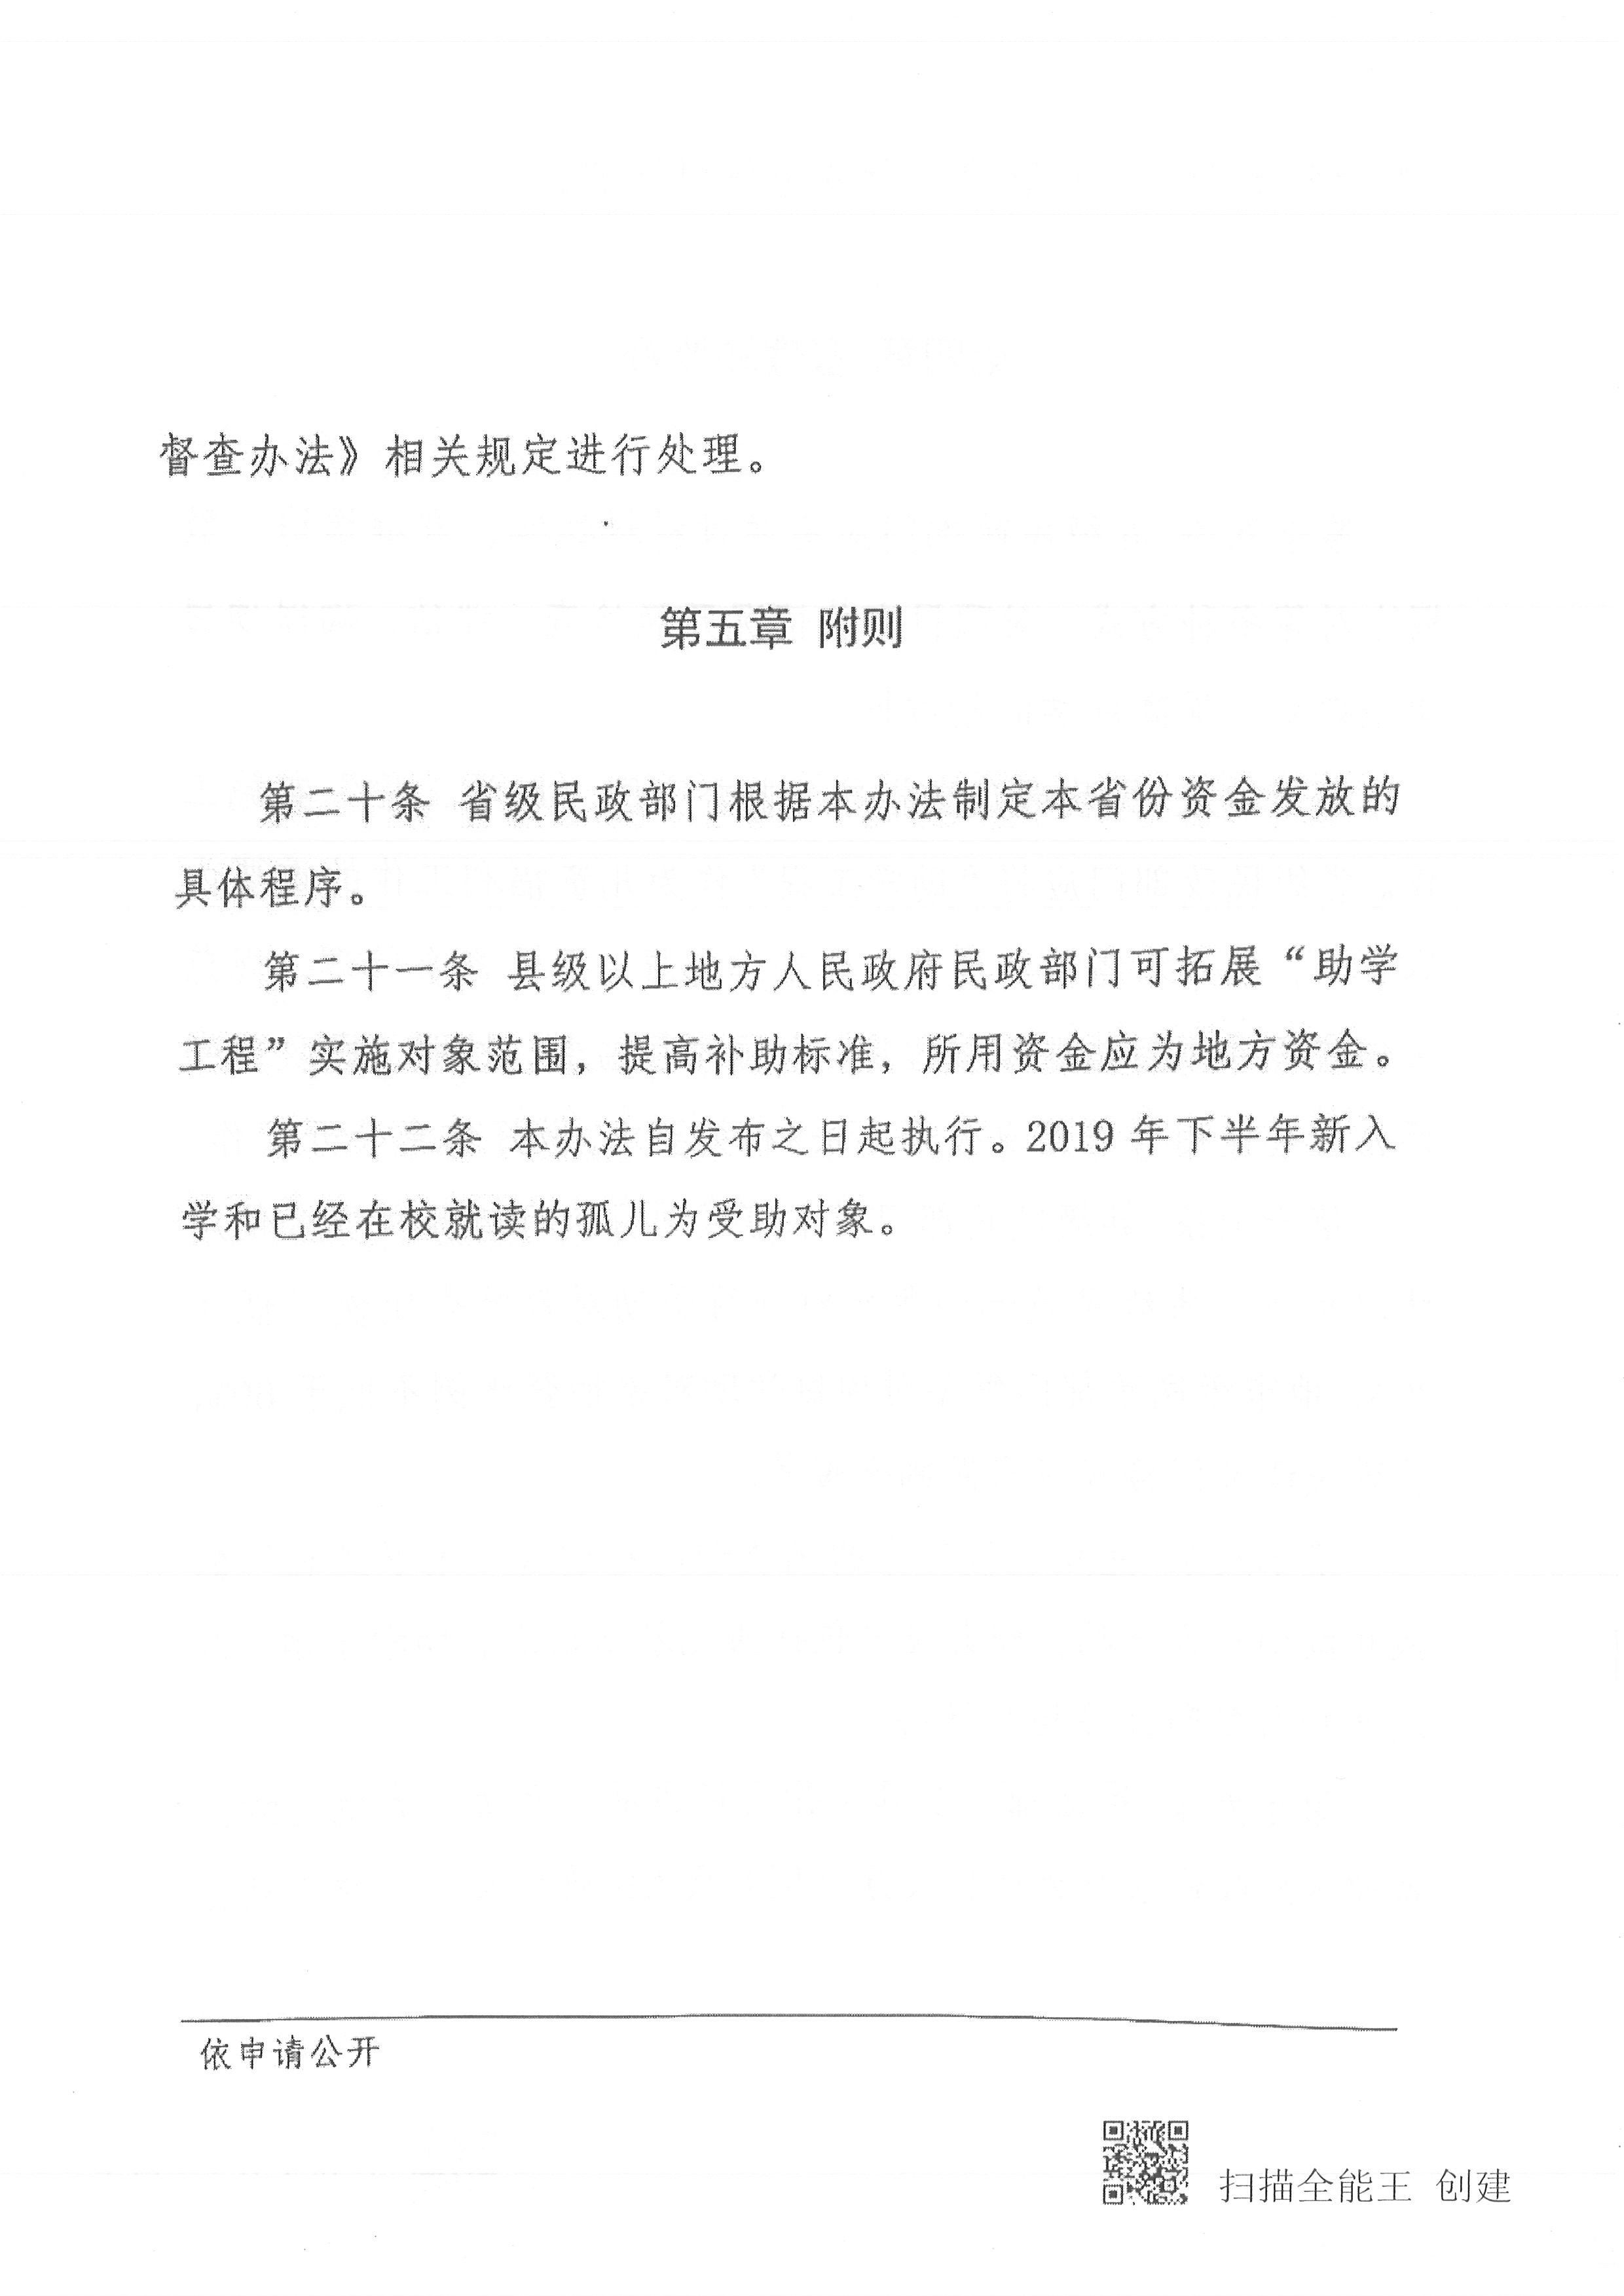 督查办法》相关规定进行处理。
第五章 附则
第二十条 省级民政部门根据本办法制定本省份资金发放的
具体程序。
第二十一条 县级以上地方人民政府民政部门可拓展“助学
工程”实施对象范围，提高补助标准，所用资金应为地方资金。
第二十二条 本办法自发布之日起执行。2019年下半年新入
学和已经在校就读的孤儿为受助对象。
依申请公开
扫描全能王 创建